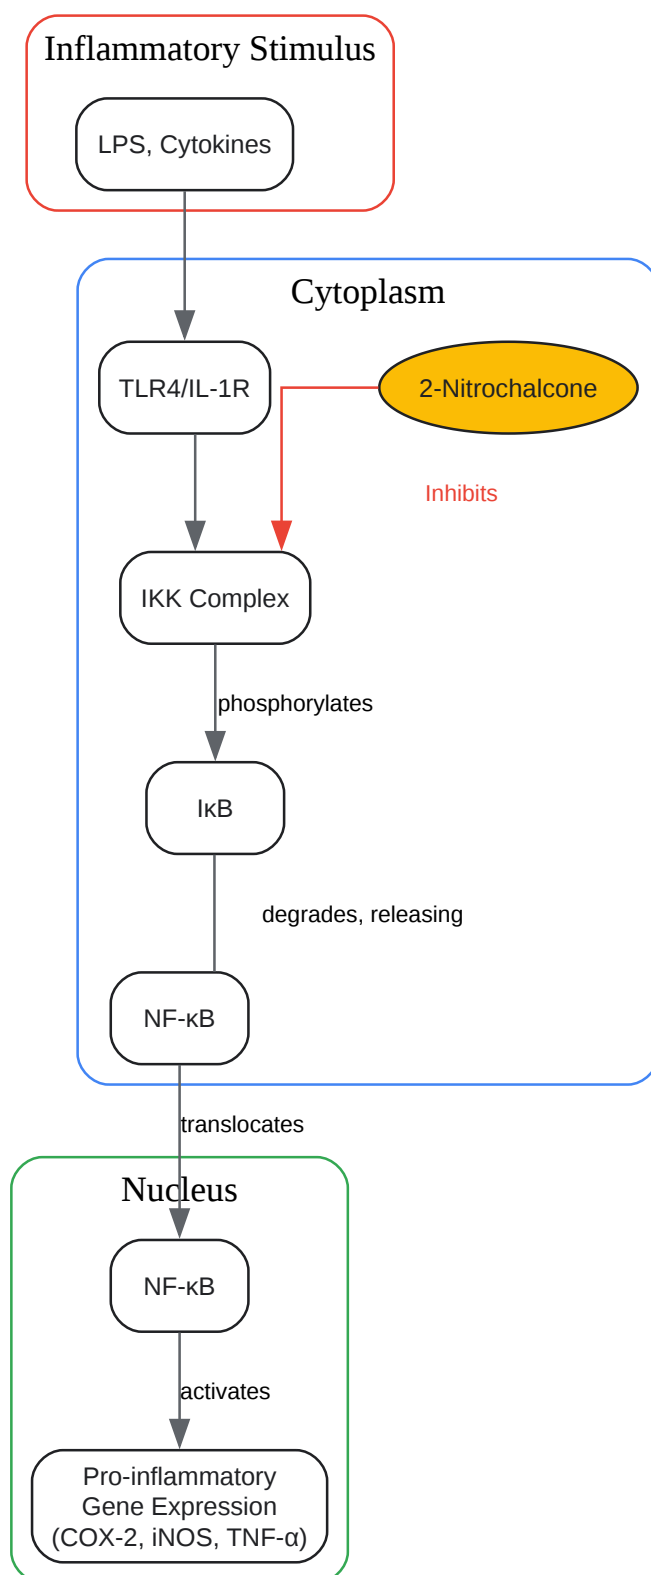 Inflammatory Stimulus
LPS, Cytokines
Cytoplasm
TLR4/IL-1R
2-Nitrochalcone
Inhibits
IKK Complex
phosphorylates
IκB
degrades, releasing
NF-κB
translocates
Nucleus
NF-κB
activates
Pro-inflammatory
Gene Expression
(COX-2, iNOS, TNF-α)